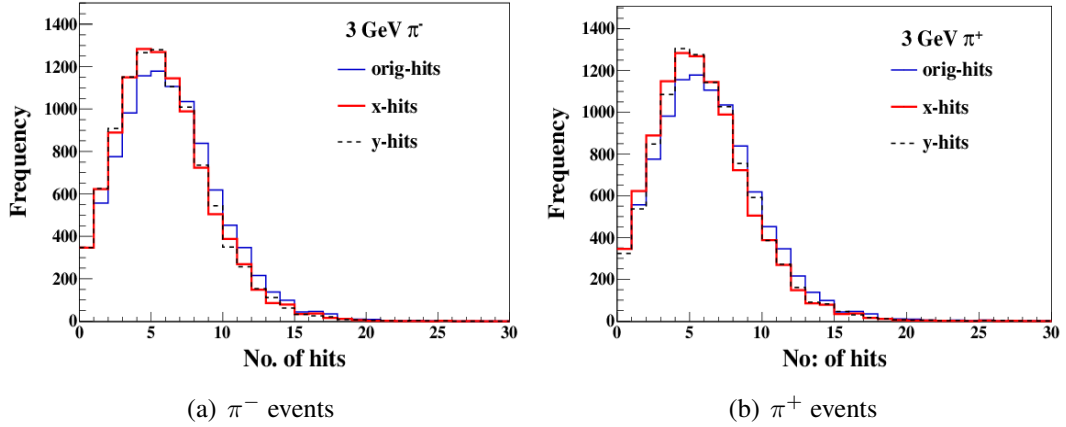 3 GeV π⁻
orig-hits
x-hits
y-hits
Frequency
1400
1200
1000
800
600
400
200
0
0 5 10 15 20 25 30
No. of hits
(a) π⁻ events
3 GeV π⁺
orig-hits
x-hits
y-hits
Frequency
1400
1200
1000
800
600
400
200
0
0 5 10 15 20 25 30
No: of hits
(b) π⁺ events